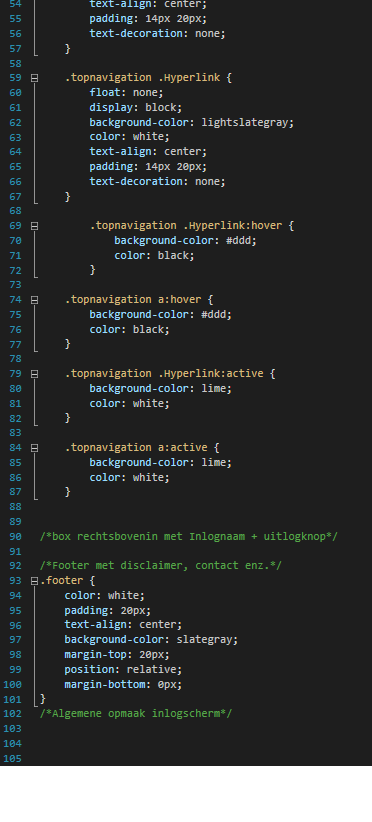 54 text-align: center;
55 padding: 14px 20px;
56 text-decoration: none;
57 }
58
59 .topnavigation .Hyperlink {
60 float: none;
61 display: block;
62 background-color: lightslategray;
63 color: white;
64 text-align: center;
65 padding: 14px 20px;
66 text-decoration: none;
67 }
68
69 .topnavigation .Hyperlink:hover {
70 background-color: #ddd;
71 color: black;
72 }
73
74 .topnavigation a:hover {
75 background-color: #ddd;
76 color: black;
77 }
78
79 .topnavigation .Hyperlink:active {
80 background-color: lime;
81 color: white;
82 }
83
84 .topnavigation a:active {
85 background-color: lime;
86 color: white;
87 }
88
89
90 /*box rechtsbovenin met Inlognaam + uitlogknop*/
91
92 /*Footer met disclaimer, contact enz.*/
93 .footer {
94 color: white;
95 padding: 20px;
96 text-align: center;
97 background-color: slategray;
98 margin-top: 20px;
99 position: relative;
100 margin-bottom: 0px;
101 }
102 /*Algemene opmaak inlogscherm*/
103
104
105